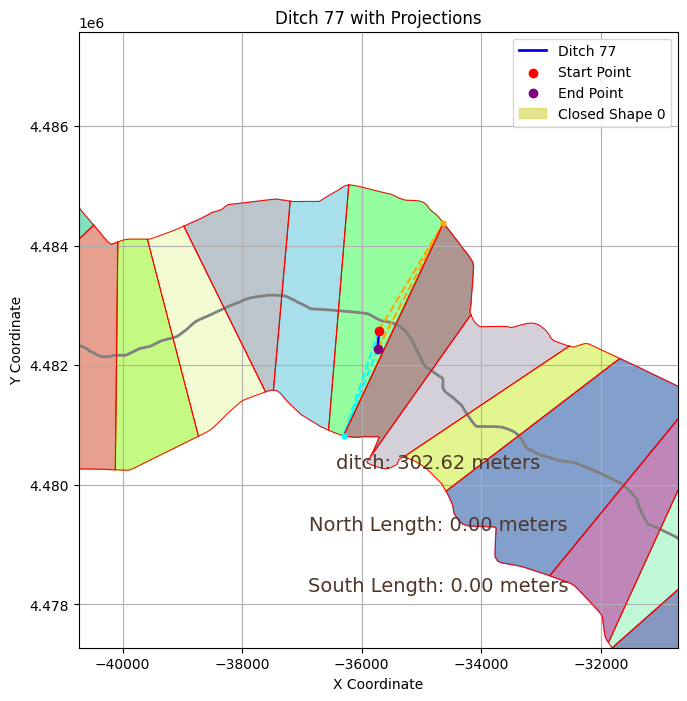 Ditch 77 with Projections
1e6
Ditch 77
Start Point
End Point
Closed Shape 0
4.486
4.484
4.482
4.480
4.478
Y Coordinate
ditch: 302.62 meters
North Length: 0.00 meters
South Length: 0.00 meters
−40000
−38000
−36000
−34000
−32000
X Coordinate